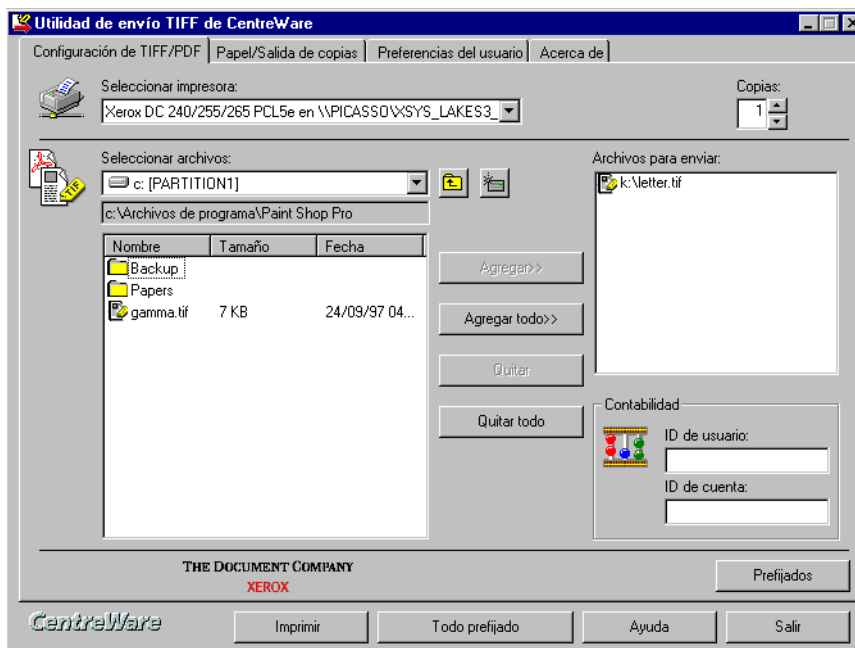 Utilidad de envío TIFF de CentreWare
Configuración de TIFF/PDF
Papel/Salida de copias
Preferencias del usuario
Acerca de
Seleccionar impresora:
Xerox DC 240/255/265 PCL5e en \\PICASSO\XSYS_LAKES3_
Copias:
1
Seleccionar archivos:
c: [PARTITION1]
c:\Archivos de programa\Paint Shop Pro
Nombre Tamaño Fecha
Backup
Papers
gamma.tif 7 KB 24/09/97 04...
Agregar>>
Agregar todo>>
Quitar
Quitar todo
Archivos para enviar:
k:\letter.tif
Contabilidad
ID de usuario:
ID de cuenta:
THE DOCUMENT COMPANY
XEROX
Prefijados
CentreWare
Imprimir
Todo prefijado
Ayuda
Salir